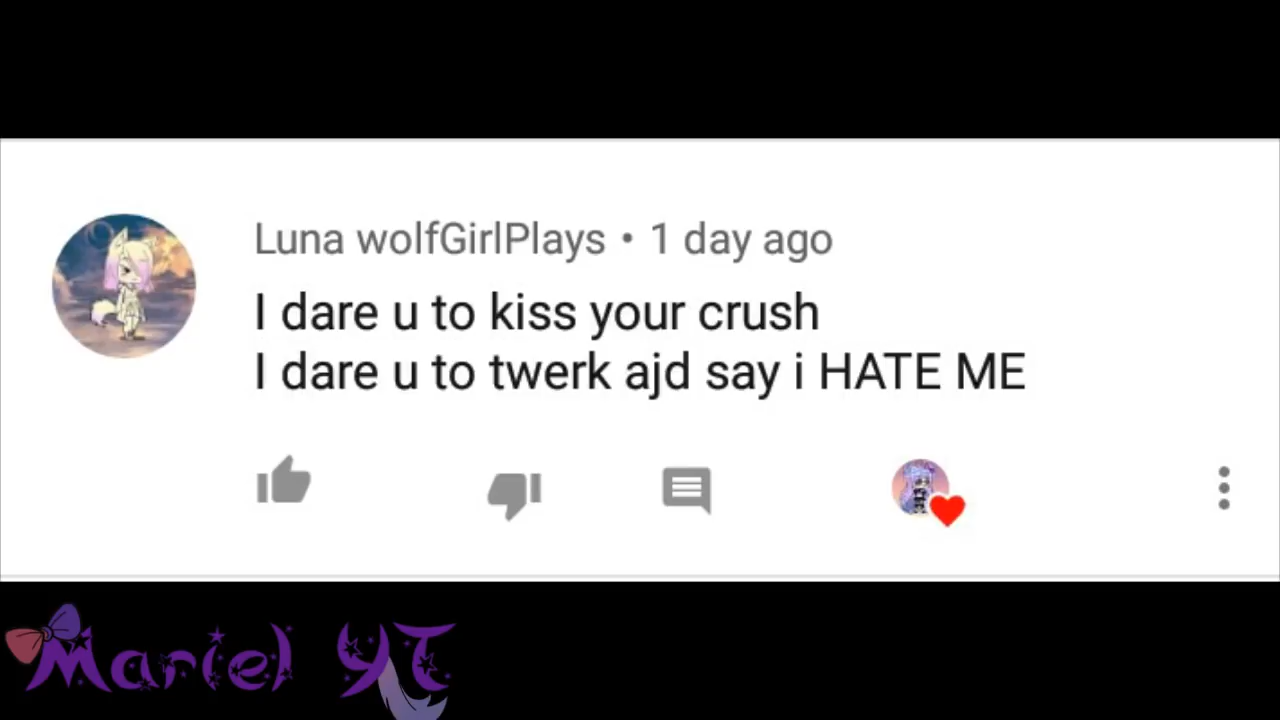 Luna wolfGirlPlays • 1 day ago
I dare u to kiss your crush
I dare u to twerk ajd say i HATE ME
Mariel YT